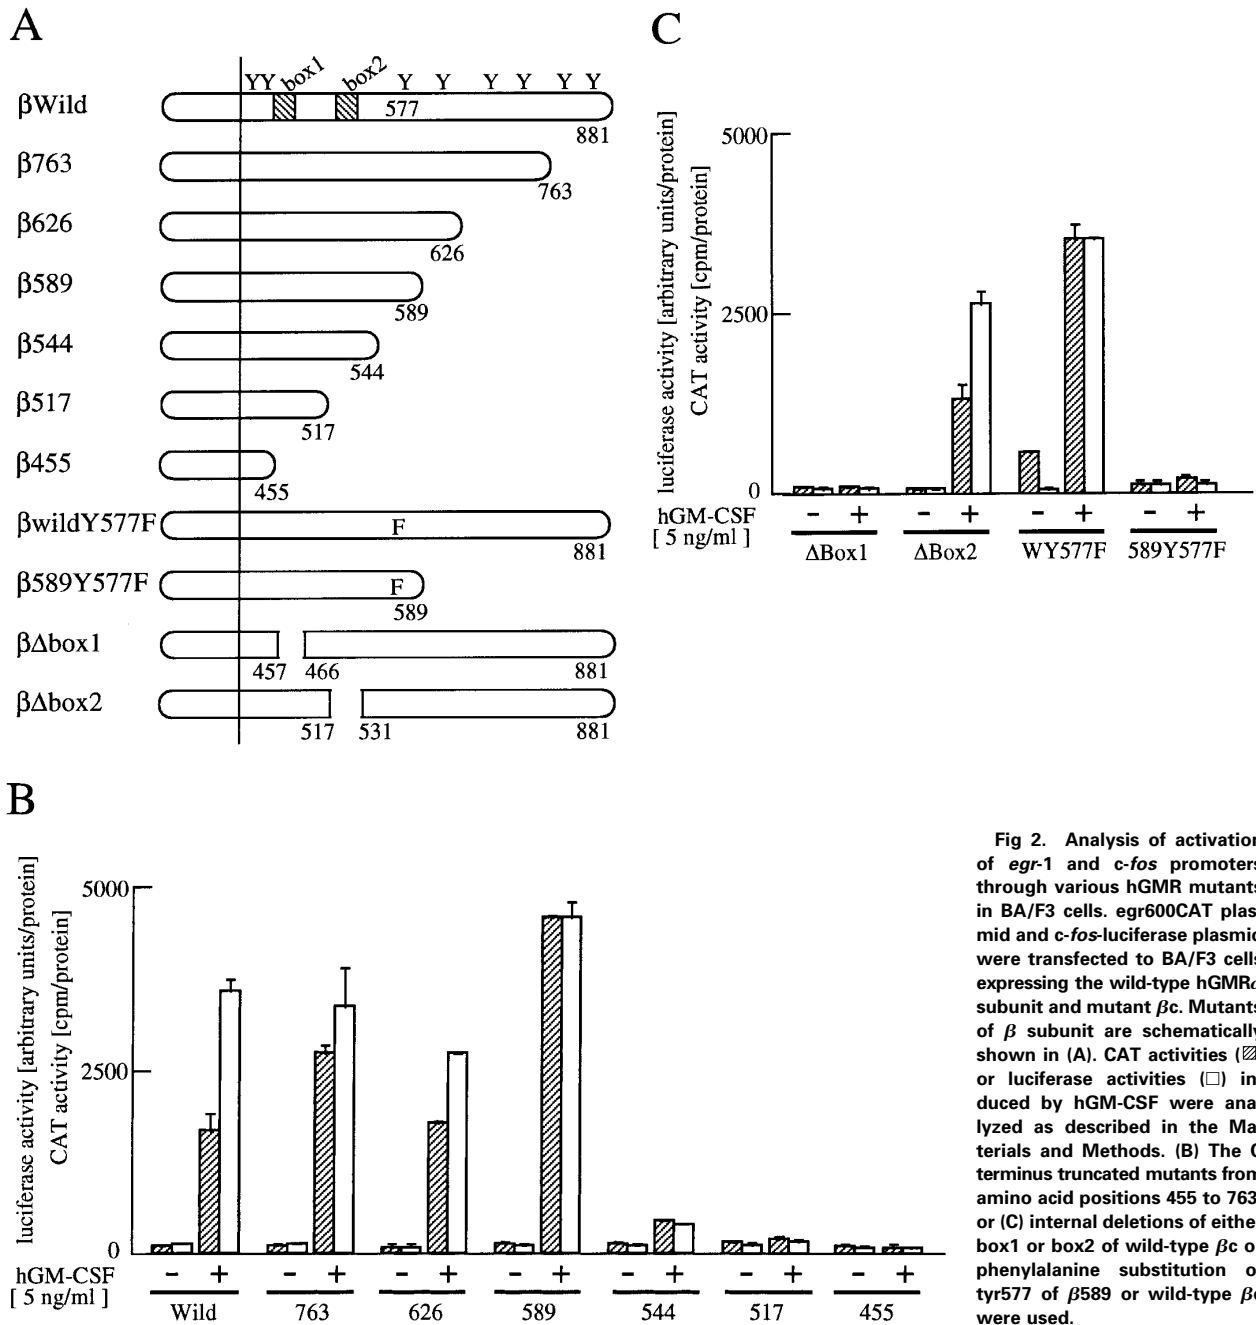 A
YY box1 box2 Y Y Y Y Y Y
βWild 577
881
β763
763
β626
626
β589
589
β544
544
β517
517
β455
455
βwildY577F F
881
β589Y577F F
589
βΔbox1
457 466 881
βΔbox2
517 531 881
C
luciferase activity [arbitrary units/protein]
CAT activity [cpm/protein]
5000
2500
0
hGM-CSF - + - + - + - +
[ 5 ng/ml ]
ΔBox1 ΔBox2 WY577F 589Y577F
B
luciferase activity [arbitrary units/protein]
CAT activity [cpm/protein]
5000
2500
0
hGM-CSF - + - + - + - + - + - + - +
[ 5 ng/ml ]
Wild 763 626 589 544 517 455
Fig 2. Analysis of activation
of egr-1 and c-fos promoters
through various hGMR mutants
in BA/F3 cells. egr600CAT plas
mid and c-fos-luciferase plasmid
were transfected to BA/F3 cells
expressing the wild-type hGMRα
subunit and mutant βc. Mutants
of β subunit are schematically
shown in (A). CAT activities (▨
or luciferase activities (□) in
duced by hGM-CSF were ana
lyzed as described in the Ma
terials and Methods. (B) The C
terminus truncated mutants from
amino acid positions 455 to 763
or (C) internal deletions of either
box1 or box2 of wild-type βc or
phenylalanine substitution of
tyr577 of β589 or wild-type βc
were used.